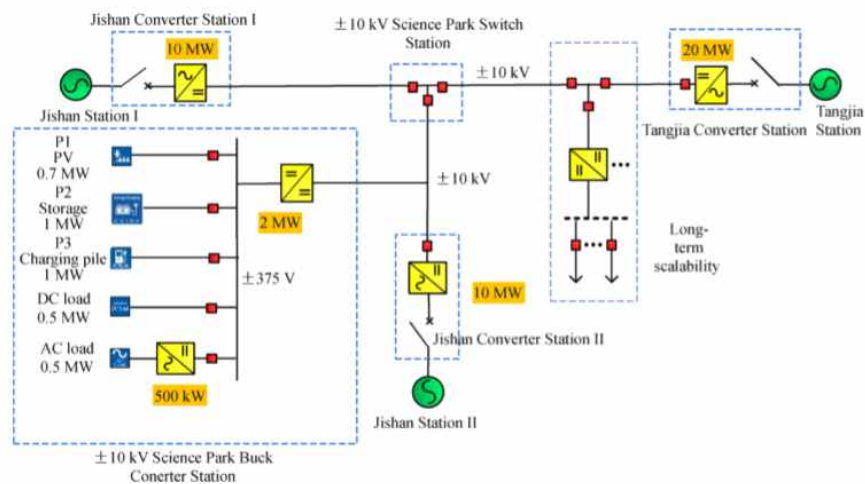 Jishan Converter Station I
10 MW
Jishan Station I
±10 kV Science Park Switch
Station
±10 kV
20 MW
Tangjia Converter Station
Tangjia
Station
P1
PV
0.7 MW
P2
Storage
1 MW
P3
Charging pile
1 MW
DC load
0.5 MW
AC load
0.5 MW
500 kW
±375 V
2 MW
±10 kV
10 MW
Jishan Converter Station II
Jishan Station II
Long-
term
scalability
±10 kV Science Park Buck
Conerter Station